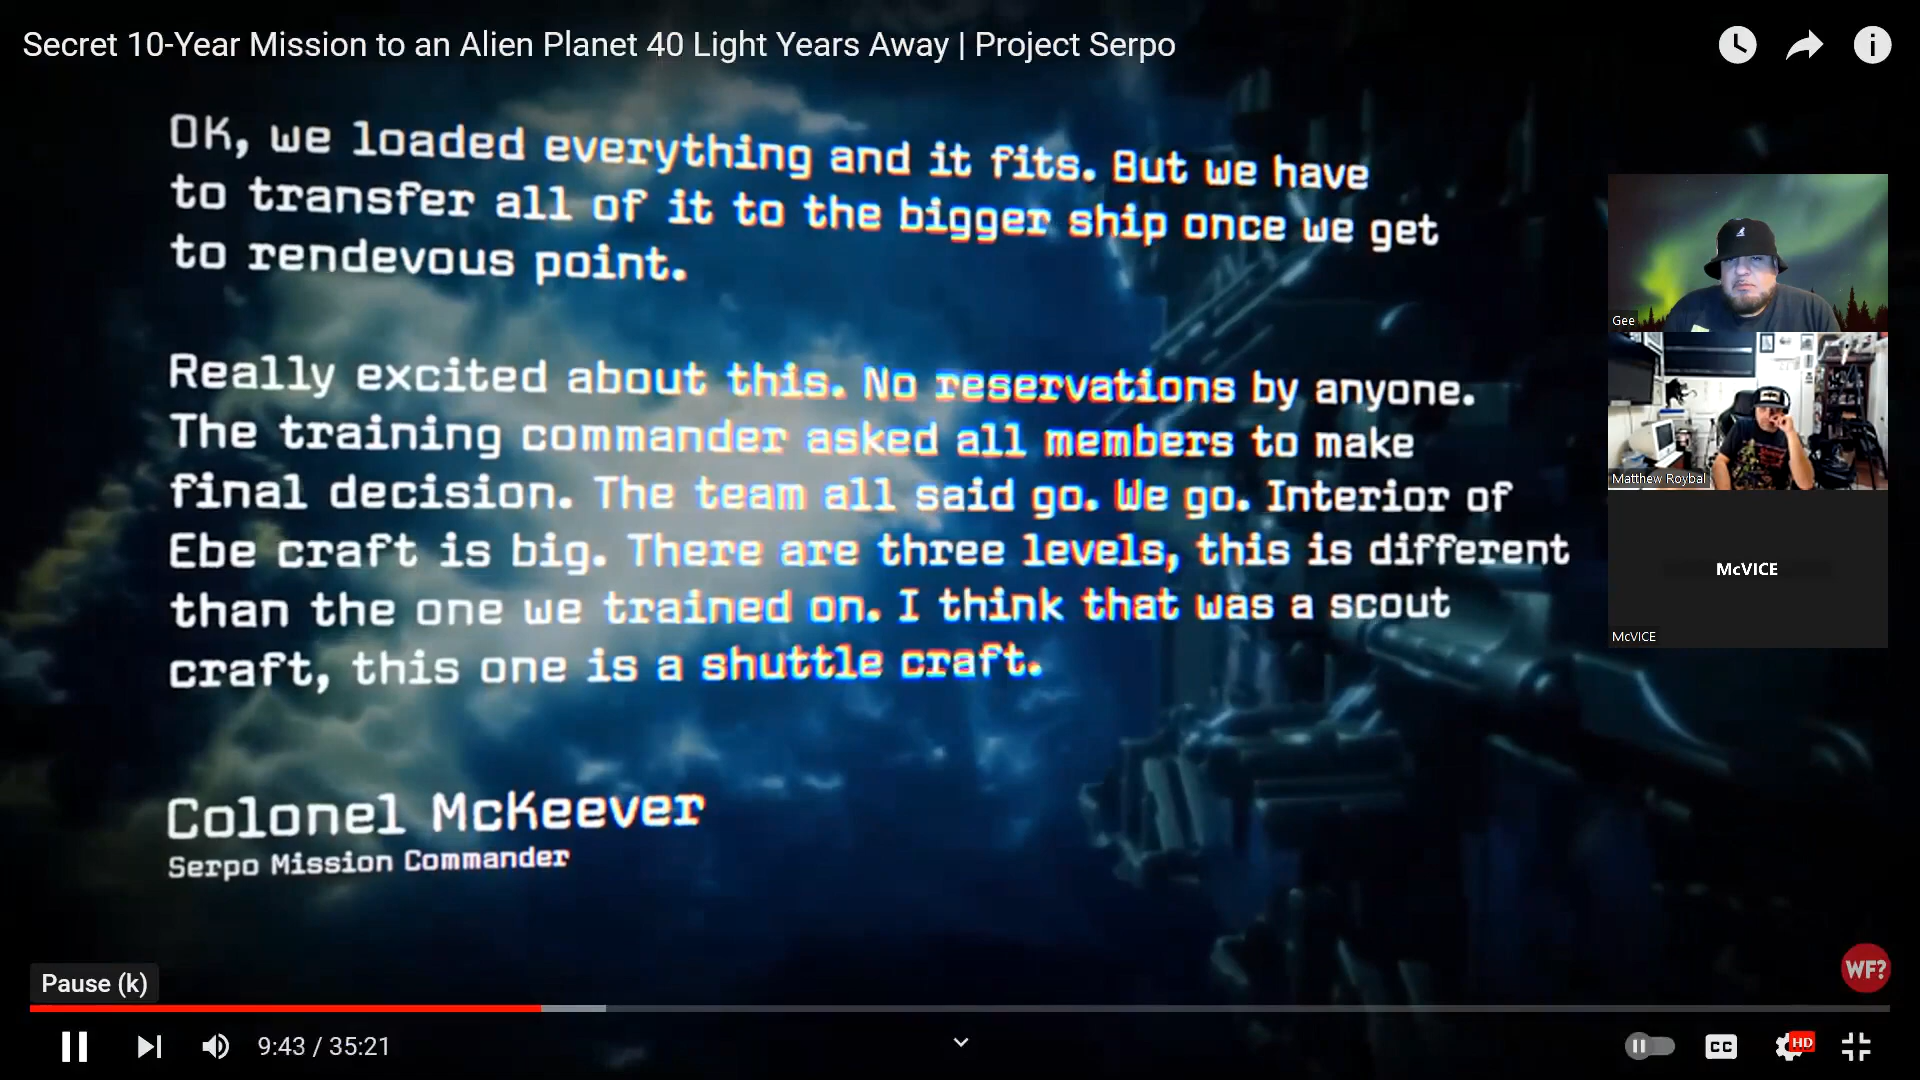 Secret 10-Year Mission to an Alien Planet 40 Light Years Away | Project Serpo
OK, we loaded everything and it fits. But we have
to transfer all of it to the bigger ship once we get
to rendevous point.
Really excited about this. No reservations by anyone.
The training commander asked all members to make
final decision. The team all said go. We go. Interior of
Ebe craft is big. There are three levels, this is different
than the one we trained on. I think that was a scout
craft, this one is a shuttle craft.
Colonel McKeever
Serpo Mission Commander
Gee
Matthew Roybal
McVICE
McVICE
WF?
Pause (k)
9:43 / 35:21
CC
HD